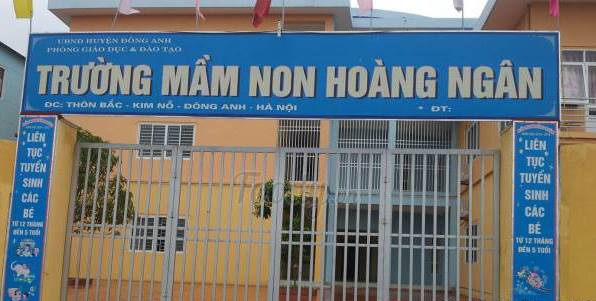 UBND HUYỆN ĐÔNG ANH
PHÒNG GIÁO DỤC & ĐÀO TẠO
TRƯỜNG MẦM NON HOÀNG NGÂN
ĐC: THÔN BẮC - KIM NỖ - ĐÔNG ANH - HÀ NỘI * ĐT:
LIÊN
TỤC
TUYỂN
SINH
CÁC
BÉ
TỪ 12 THÁNG
ĐẾN 5 TUỔI
LIÊN
TỤC
TUYỂN
SINH
CÁC
BÉ
TỪ 12 THÁNG
ĐẾN 5 TUỔI